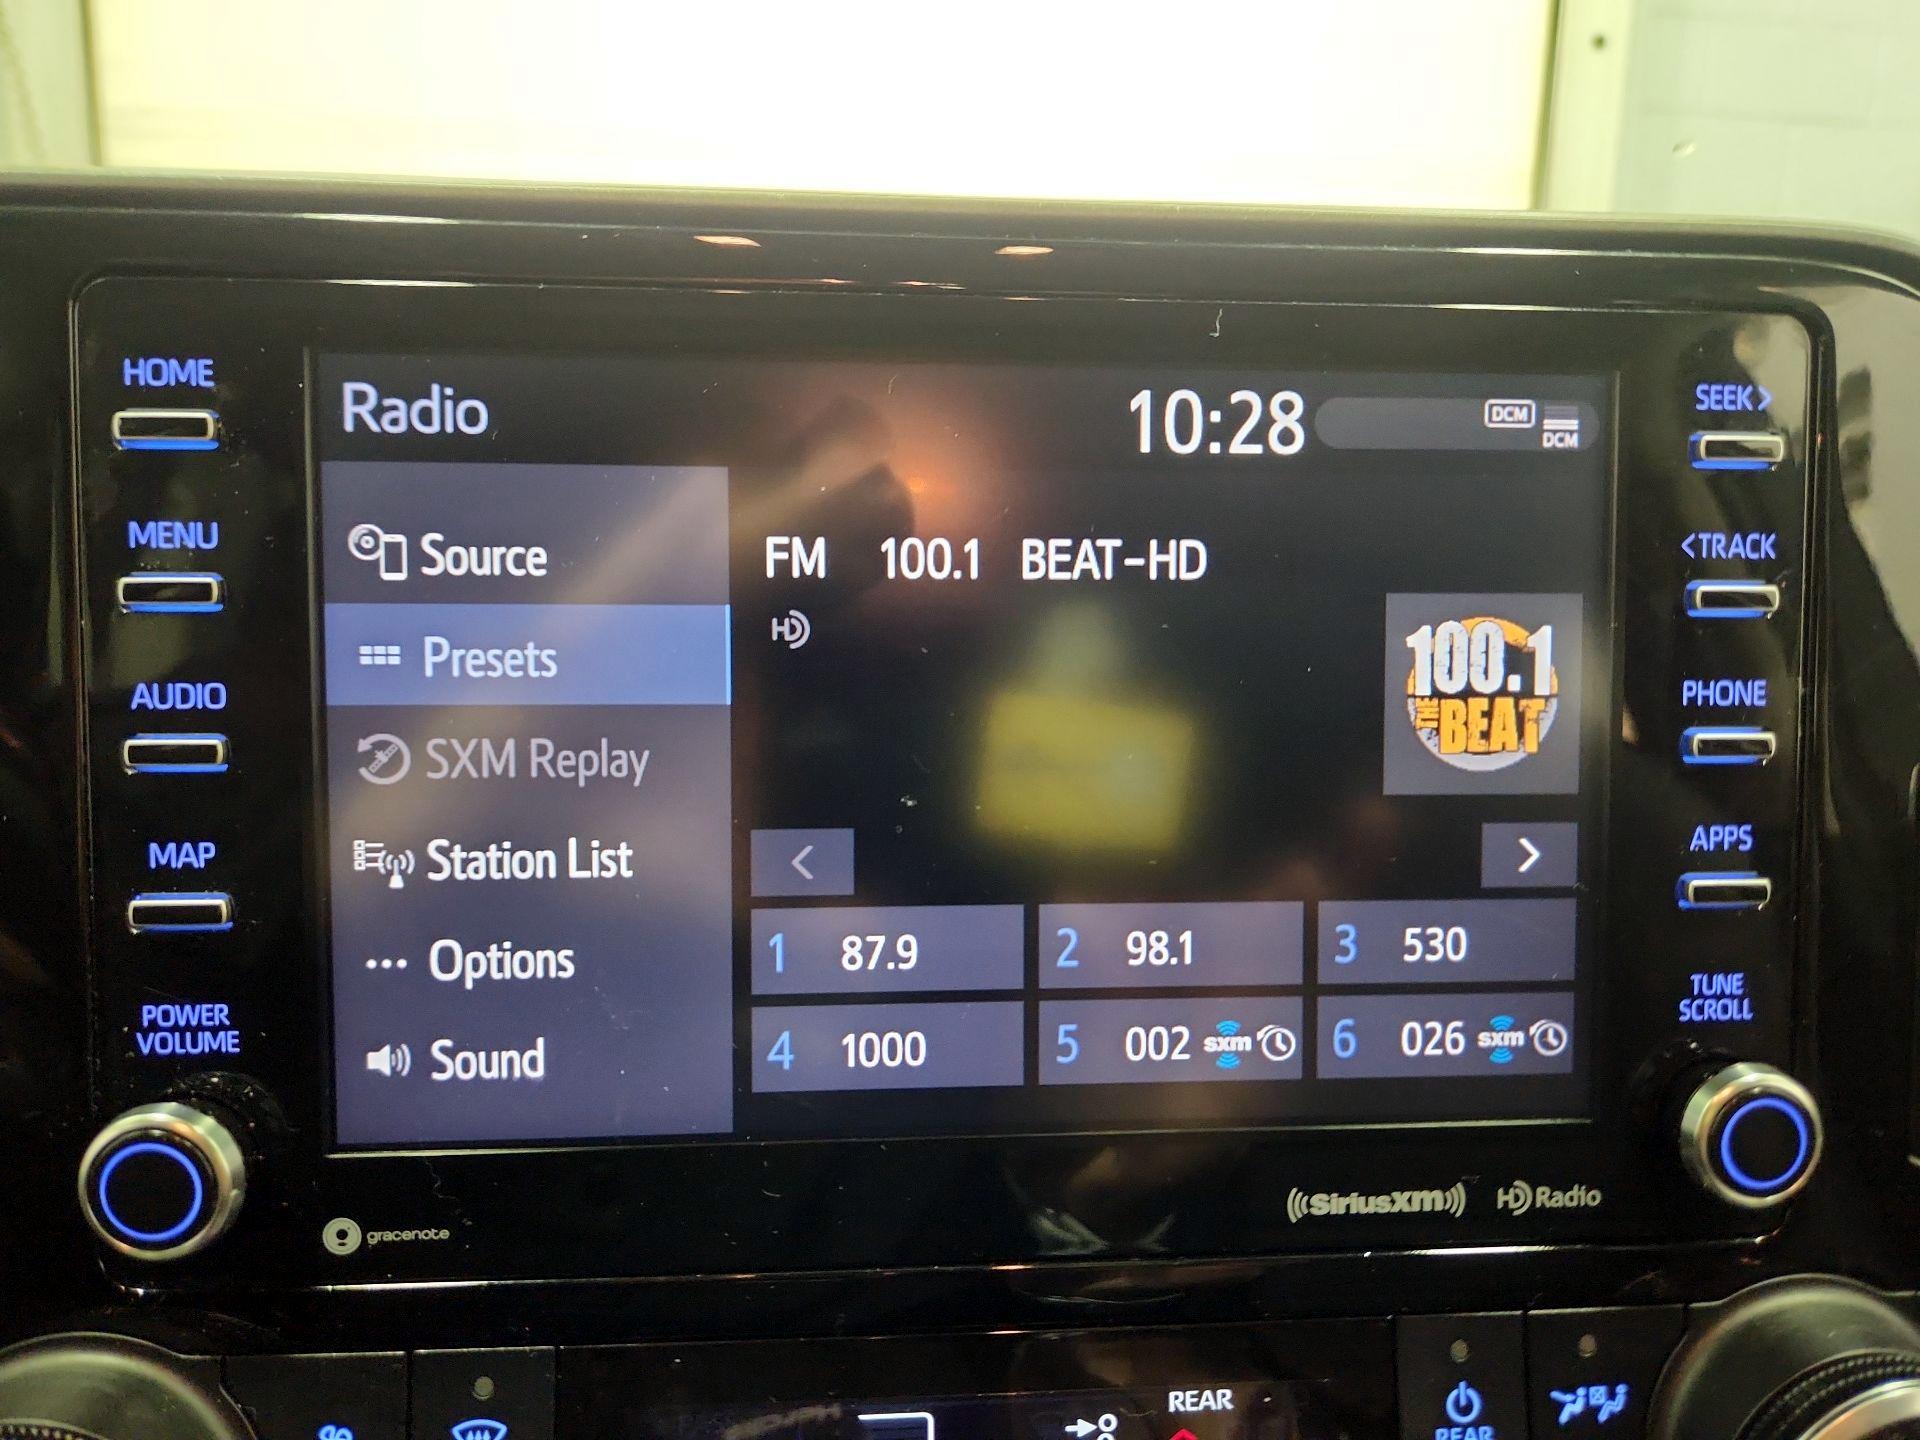 HOME
MENU
AUDIO
MAP
POWER
VOLUME
Radio
10:28
DCM
DCM
Source
Presets
SXM Replay
Station List
Options
Sound
FM 100.1 BEAT-HD
HD
100.1
THE BEAT
<
>
1 87.9
2 98.1
3 530
4 1000
5 002 sxm
6 026 sxm
SEEK >
< TRACK
PHONE
APPS
TUNE
SCROLL
gracenote
((SiriusXM))
HD Radio
REAR
REAR